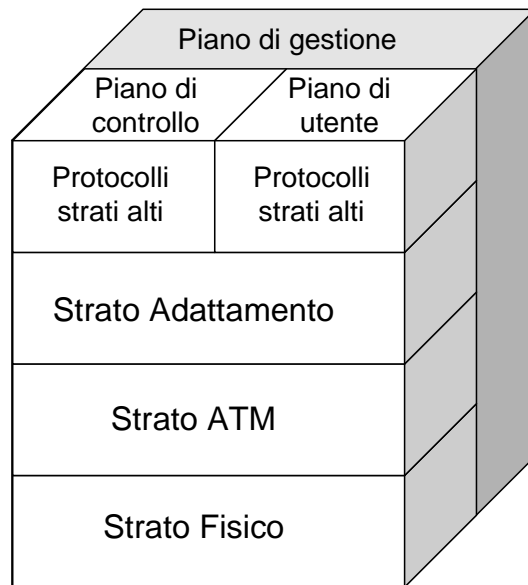 Piano di gestione
Piano di
controllo
Piano di
utente
Protocolli
strati alti
Protocolli
strati alti
Strato Adattamento
Strato ATM
Strato Fisico